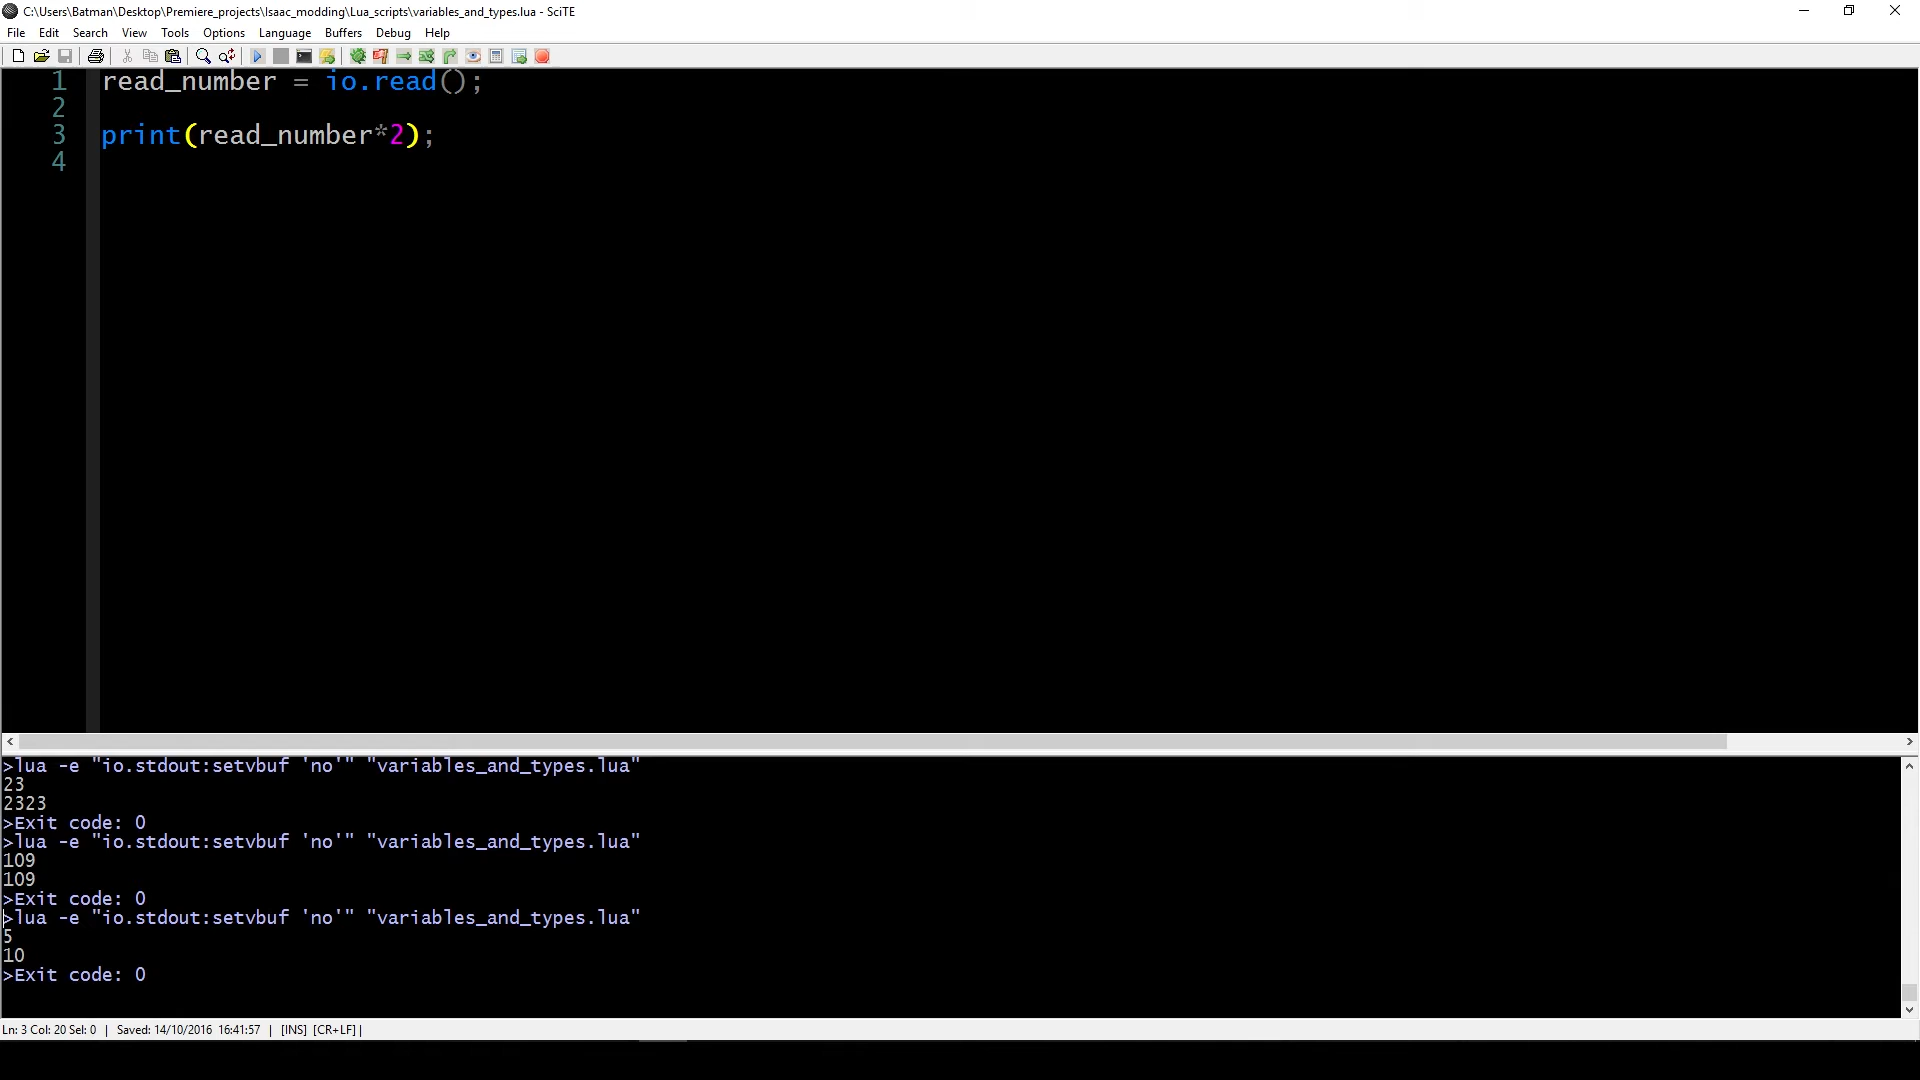 C:\Users\Batman\Desktop\Premiere_projects\Isaac_modding\Lua_scripts\variables_and_types.lua - SciTE
File Edit Search View Tools Options Language Buffers Debug Help
1 read_number = io.read();
2
3 print(read_number*2);
4
>lua -e "io.stdout:setvbuf 'no'" "variables_and_types.lua"
23
2323
>Exit code: 0
>lua -e "io.stdout:setvbuf 'no'" "variables_and_types.lua"
109
109
>Exit code: 0
>lua -e "io.stdout:setvbuf 'no'" "variables_and_types.lua"
5
10
>Exit code: 0
Ln: 3 Col: 20 Sel: 0 | Saved: 14/10/2016 16:41:57 | [INS] [CR+LF] |